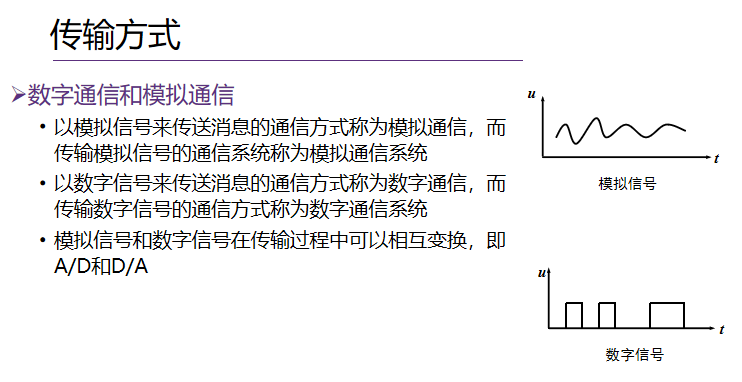 传输方式
数字通信和模拟通信
以模拟信号来传送消息的通信方式称为模拟通信，而
传输模拟信号的通信系统称为模拟通信系统
以数字信号来传送消息的通信方式称为数字通信，而
传输数字信号的通信方式称为数字通信系统
模拟信号和数字信号在传输过程中可以相互变换，即
A/D和D/A
u
t
模拟信号
u
t
数字信号